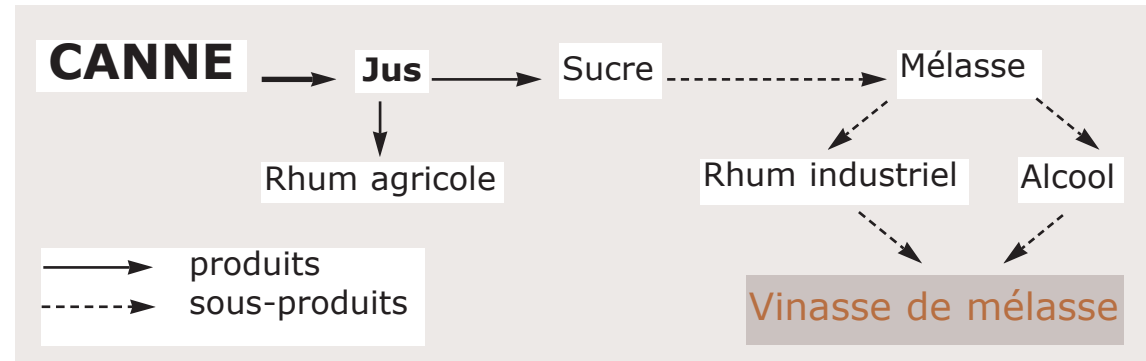 CANNE
Jus
Sucre
Mélasse
Rhum agricole
Rhum industriel
Alcool
produits
sous-produits
Vinasse de mélasse